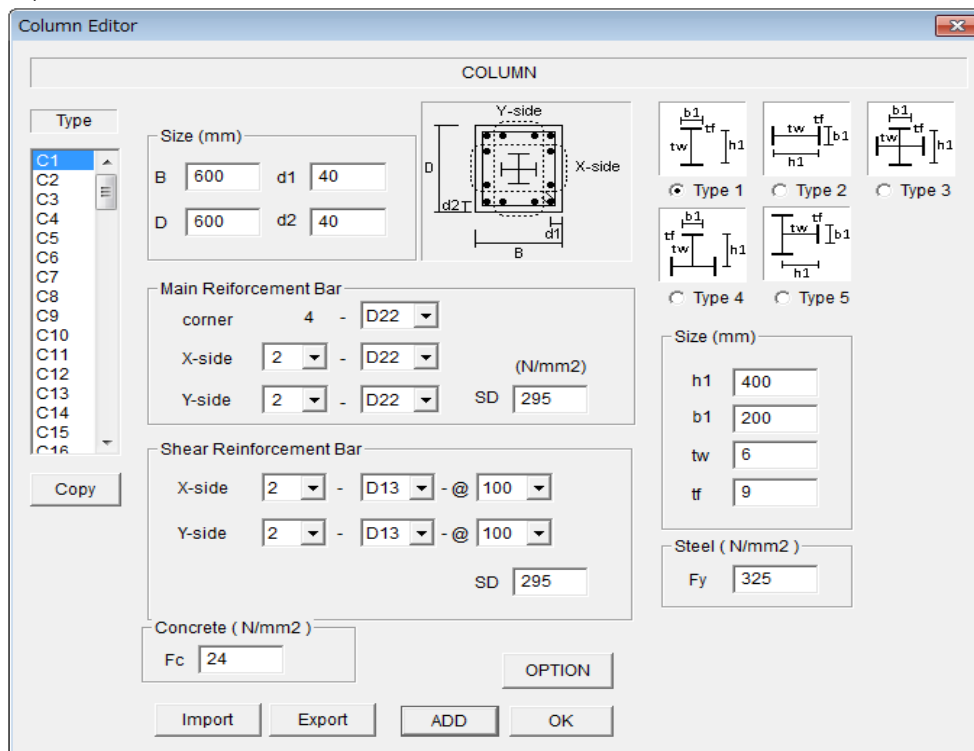 Column Editor
COLUMN
Type
C1
C2
C3
C4
C5
C6
C7
C8
C9
C10
C11
C12
C13
C14
C15
C16
Copy
Size (mm)
B 600 d1 40
D 600 d2 40
Y-side
D
X-side
d2
d1
B
b1
tf
tw
h1
Type 1
tf
tw
b1
h1
Type 2
b1
tf
tw
h1
Type 3
b1
tf
tw
h1
Type 4
tf
tw
b1
h1
Type 5
Main Reiforcement Bar
corner 4 - D22
X-side 2 - D22
(N/mm2)
Y-side 2 - D22 SD 295
Shear Reinforcement Bar
X-side 2 - D13 - @ 100
Y-side 2 - D13 - @ 100
SD 295
Size (mm)
h1 400
b1 200
tw 6
tf 9
Steel ( N/mm2 )
Fy 325
Concrete ( N/mm2 )
Fc 24
OPTION
Import Export ADD OK